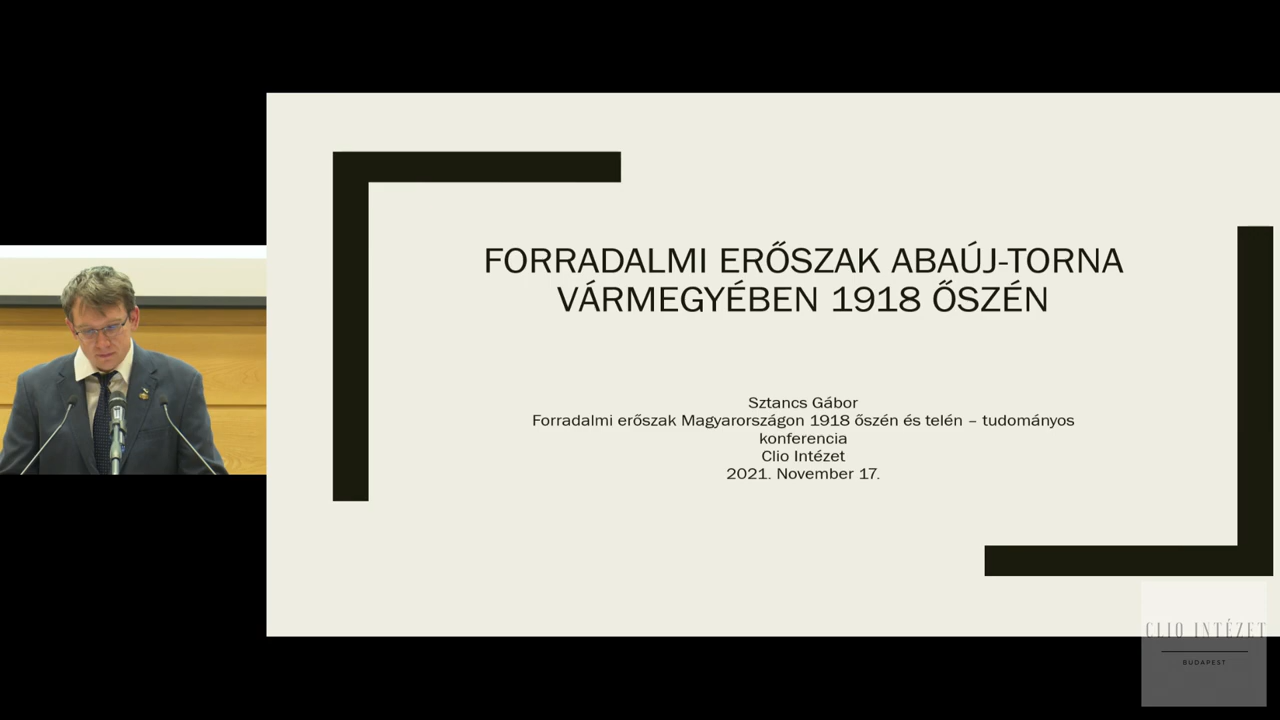 FORRADALMI ERŐSZAK ABAÚJ-TORNA
VÁRMEGYÉBEN 1918 ŐSZÉN
Sztancs Gábor
Forradalmi erőszak Magyarországon 1918 őszén és telén – tudományos
konferencia
Clio Intézet
2021. November 17.
CLIO INTÉZET
BUDAPEST